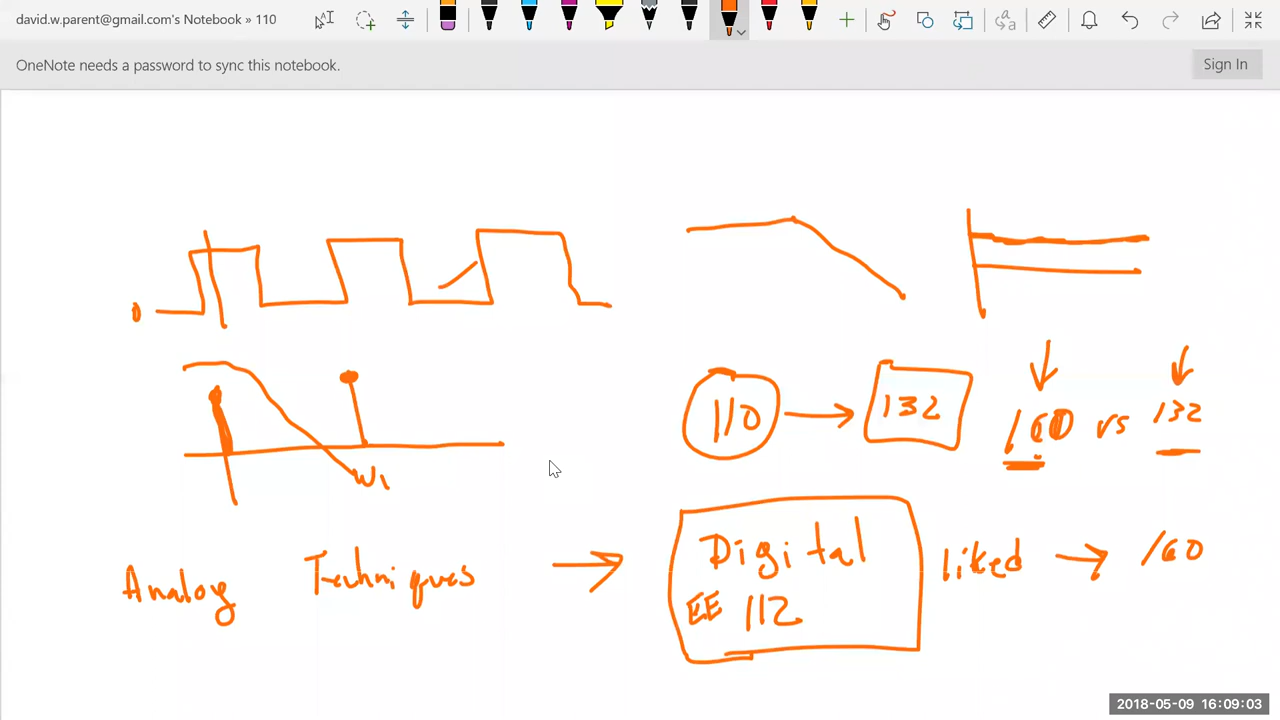 david.w.parent@gmail.com's Notebook » 110
OneNote needs a password to sync this notebook.
Sign In
0
110 → 132
160 vs 132
W1
Analog Techniques → Digital liked → 160
EE 112
2018-05-09 16:09:03